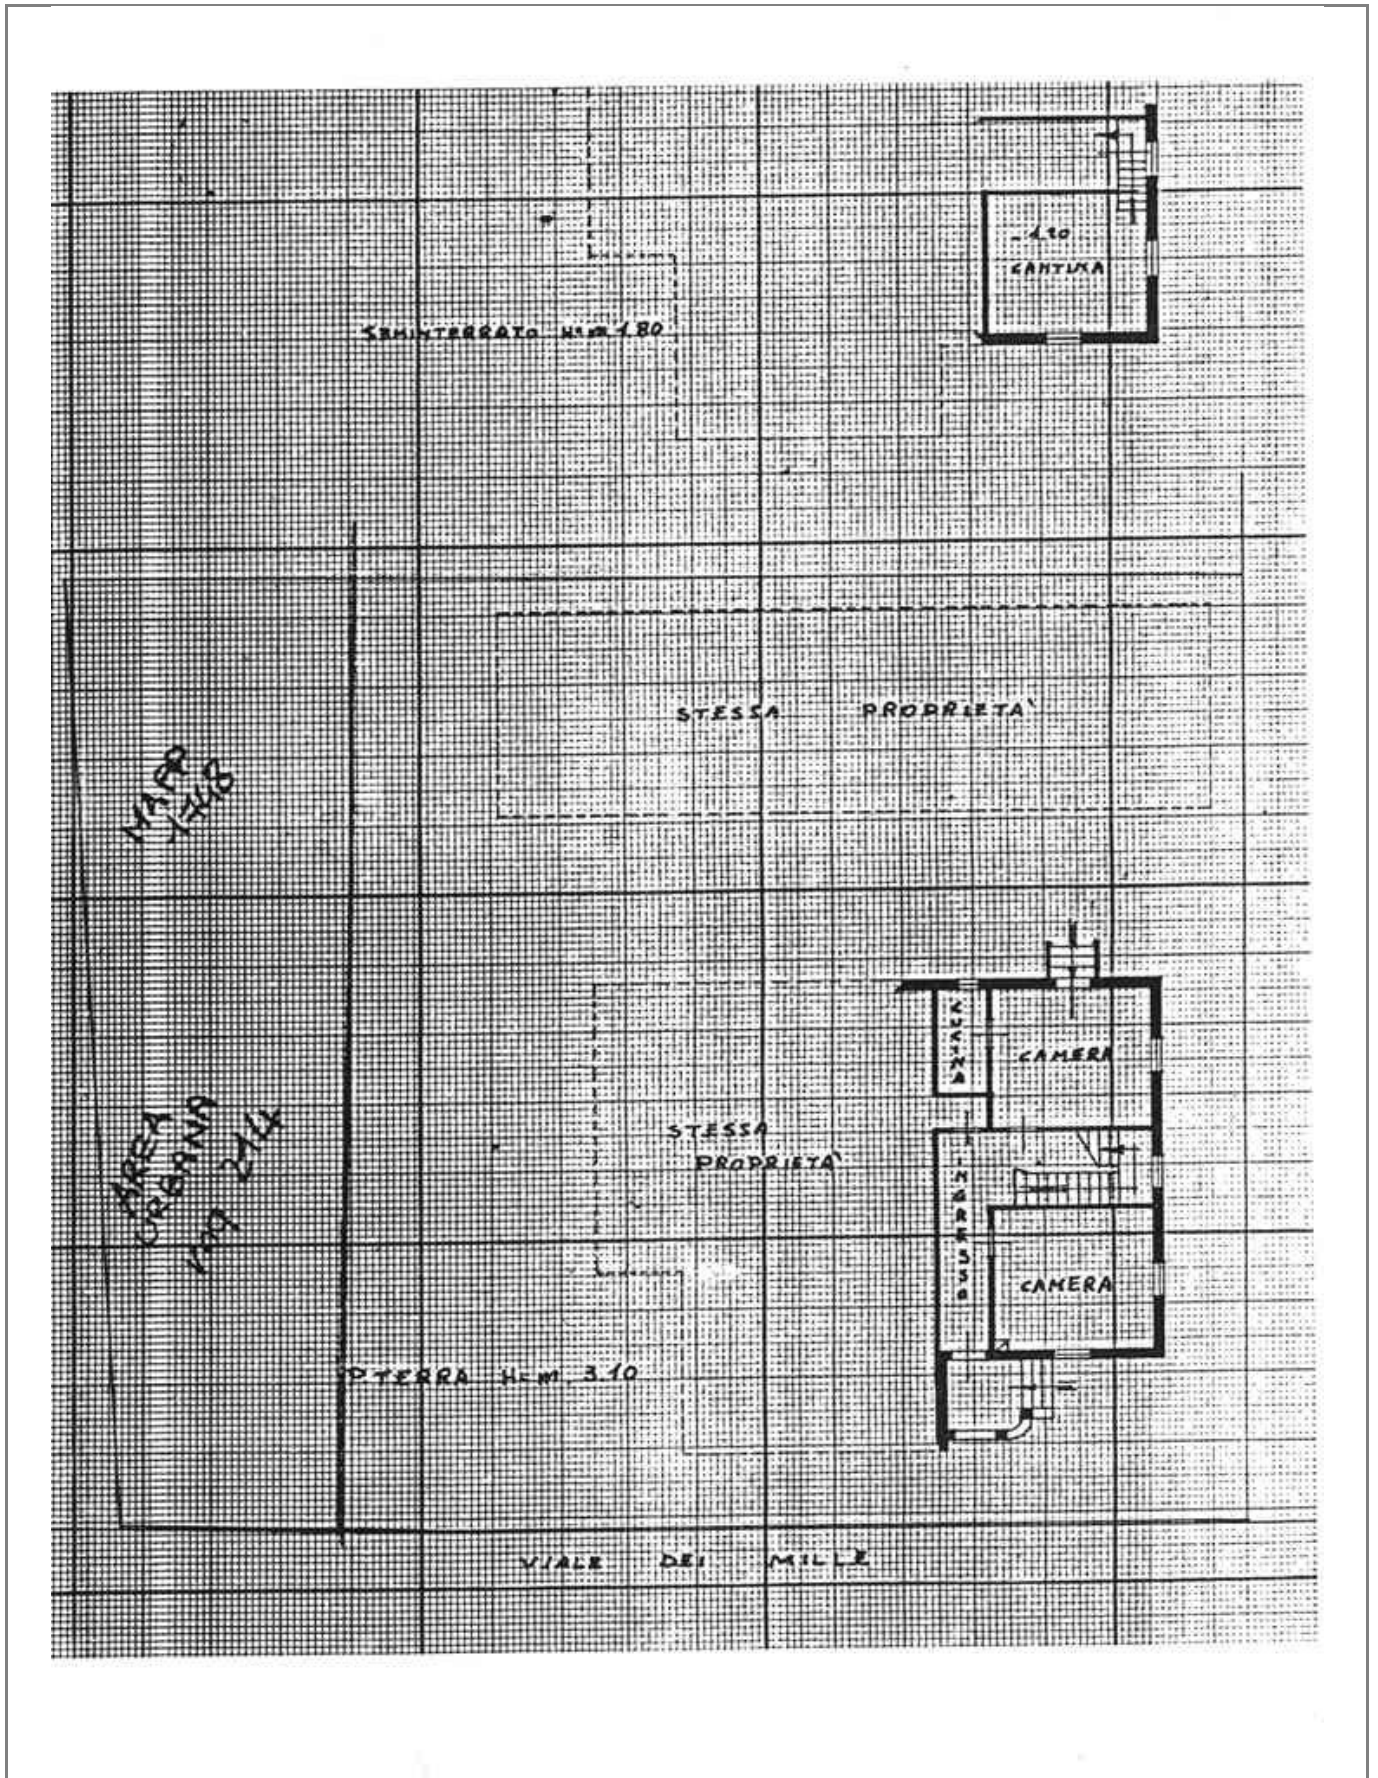 - 1.20
CANTINA
SEMINTERRATO H= m 1.80
STESSA PROPRIETA'
MAPP
1748
CUCINA
CAMERA
STESSA
PROPRIETA'
AREA
URBANA
mq 214
INGRESSO
CAMERA
P. TERRA H= m. 3.10
VIALE DEI MILLE